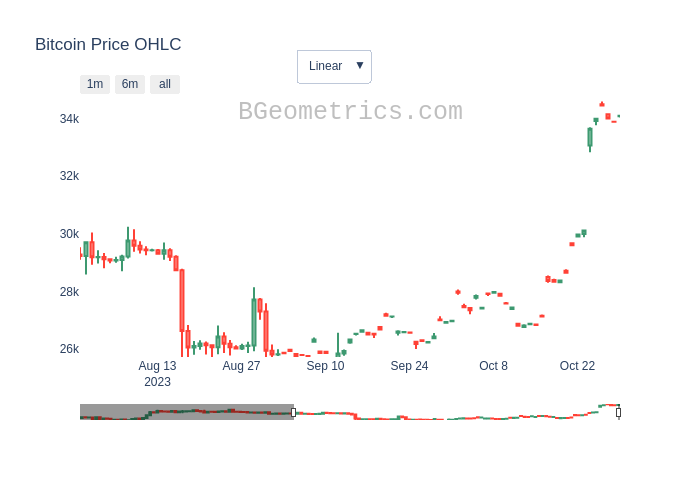 Bitcoin Price OHLC
Linear ▼
1m 6m all
BGeometrics.com
34k
32k
30k
28k
26k
Aug 13 Aug 27 Sep 10 Sep 24 Oct 8 Oct 22
2023